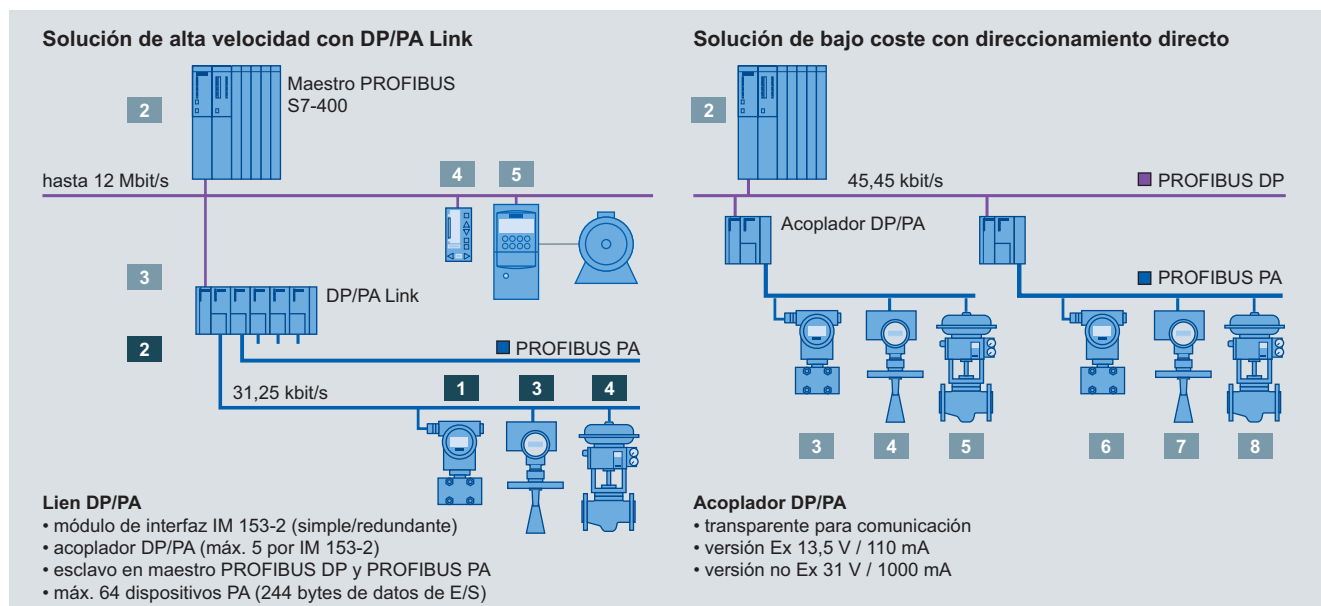 Solución de alta velocidad con DP/PA Link
2
Maestro PROFIBUS
S7-400
hasta 12 Mbit/s
4
5
3
DP/PA Link
2
PROFIBUS PA
31,25 kbit/s
1
3
4
Lien DP/PA
• módulo de interfaz IM 153-2 (simple/redundante)
• acoplador DP/PA (máx. 5 por IM 153-2)
• esclavo en maestro PROFIBUS DP y PROFIBUS PA
• máx. 64 dispositivos PA (244 bytes de datos de E/S)
Solución de bajo coste con direccionamiento directo
2
45,45 kbit/s
PROFIBUS DP
Acoplador DP/PA
PROFIBUS PA
3
4
5
6
7
8
Acoplador DP/PA
• transparente para comunicación
• versión Ex 13,5 V / 110 mA
• versión no Ex 31 V / 1000 mA